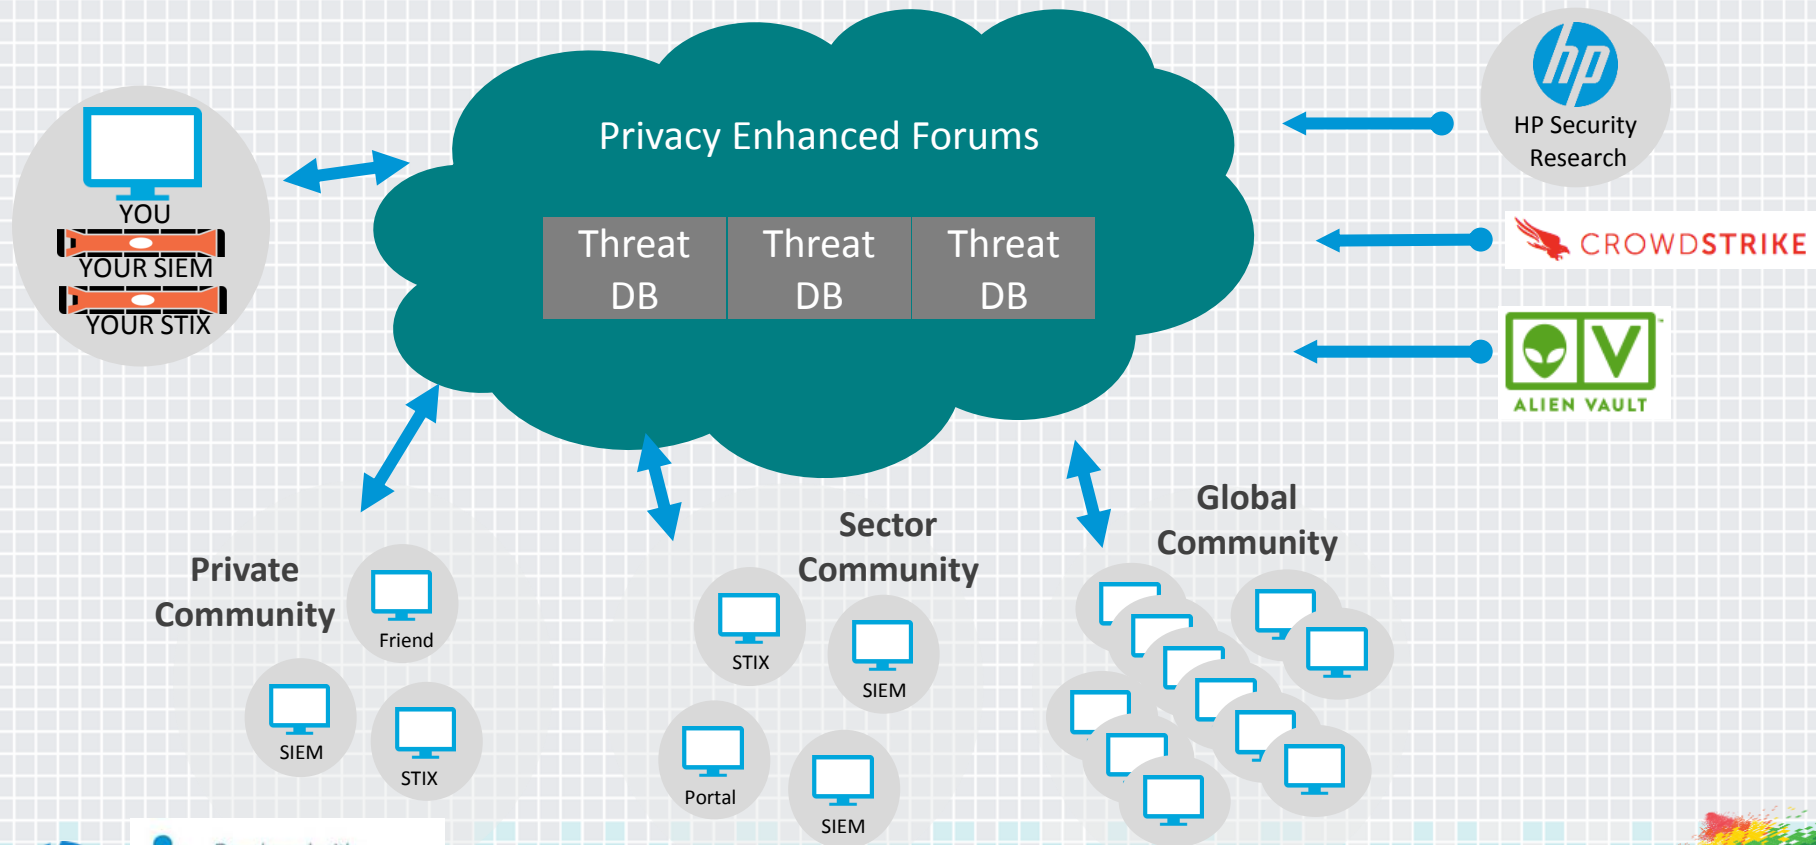 Privacy Enhanced Forums
Threat
DB
Threat
DB
Threat
DB
YOU
YOUR SIEM
YOUR STIX
hp
HP Security
Research
CROWDSTRIKE
ALIEN VAULT
Private
Community
Friend
SIEM
STIX
Sector
Community
STIX
SIEM
Portal
SIEM
Global
Community